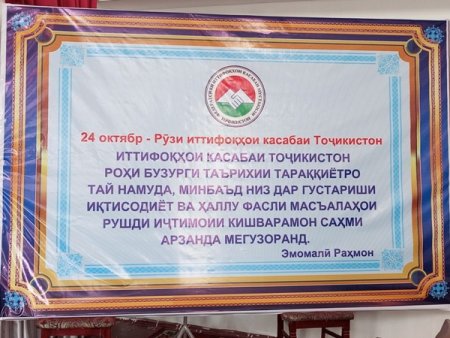 24 октябр - Рӯзи иттифоқҳои касабаи Тоҷикистон
ИТТИФОҚҲОИ КАСАБАИ ТОҶИКИСТОН
РОҲИ БУЗУРГИ ТАЪРИХИИ ТАРАҚҚИЁТРО
ТАЙ НАМУДА, МИНБАЪД НИЗ ДАР ГУСТАРИШИ
ИҚТИСОДИЁТ ВА ҲАЛЛУ ФАСЛИ МАСЪАЛАҲОИ
РУШДИ ИҶТИМОИИ КИШВАРАМОН САҲМИ
АРЗАНДА МЕГУЗОРАНД.
Эмомалӣ Раҳмон